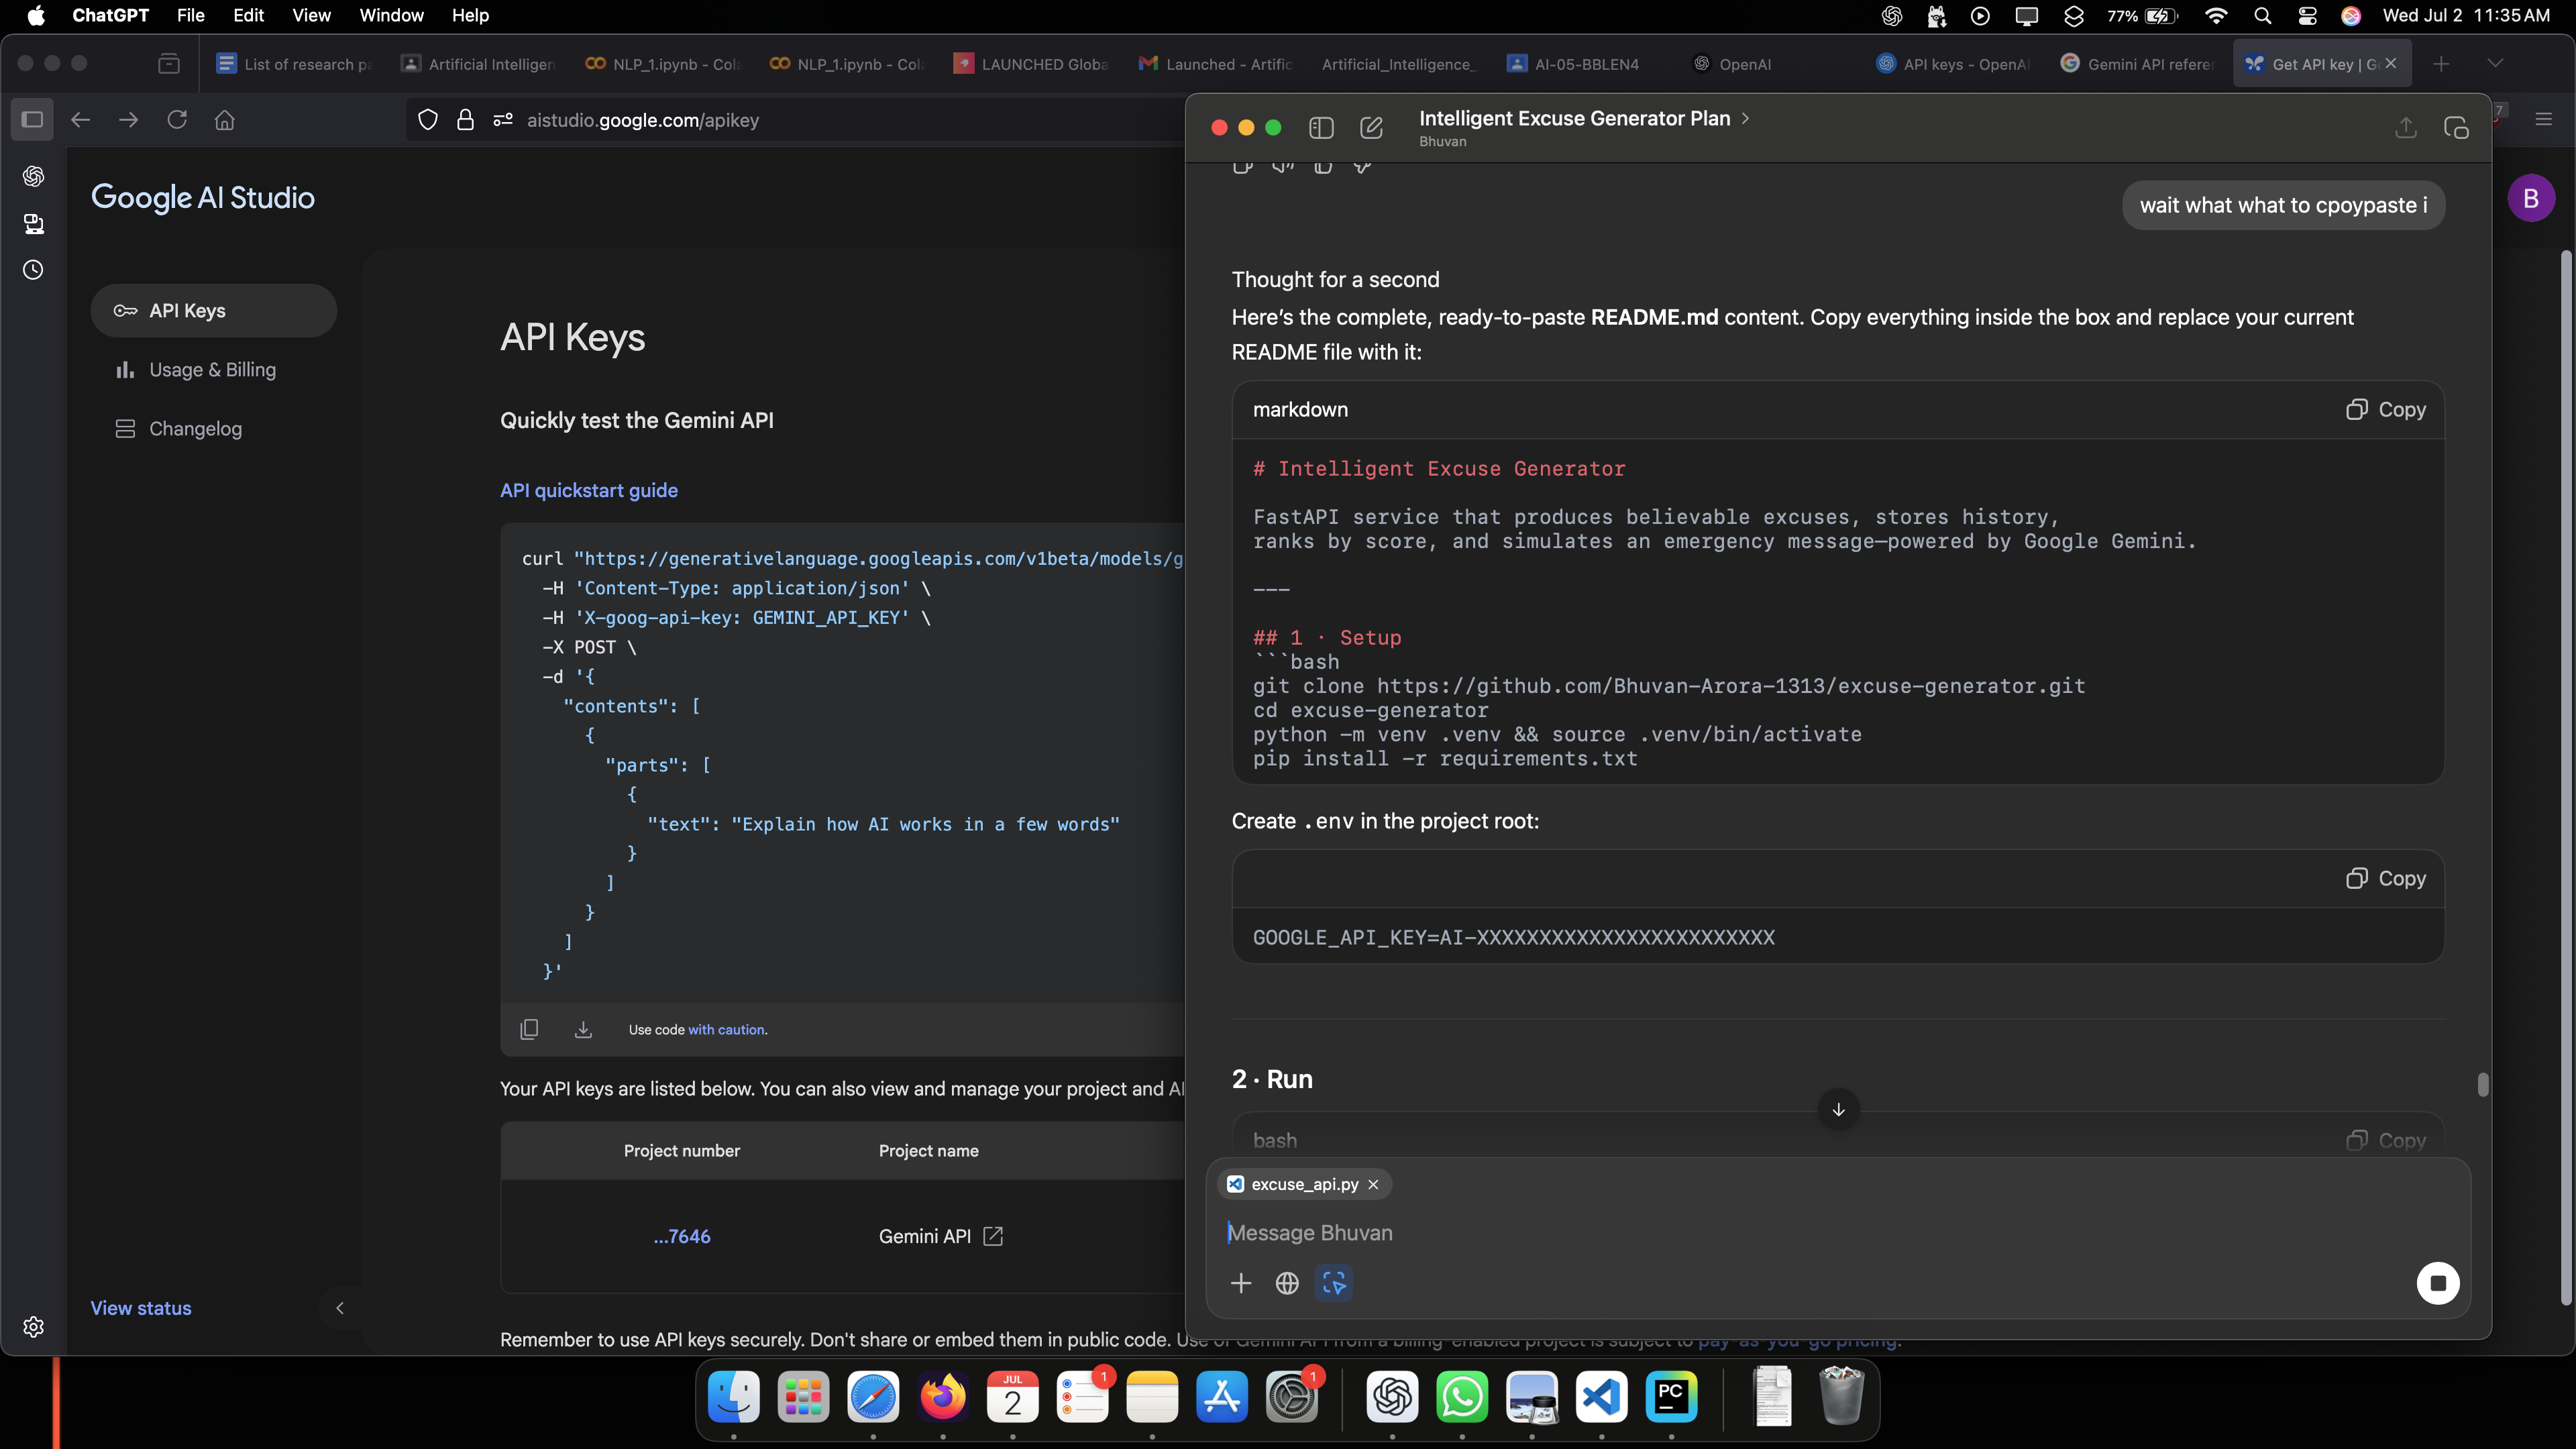 ChatGPT File Edit View Window Help
77% Wed Jul 2 11:35 AM
List of research pa
Artificial Intelligen
NLP_1.ipynb - Cola
NLP_1.ipynb - Cola
LAUNCHED Globa
Launched - Artific
Artificial_Intelligence_
AI-05-BBLEN4
OpenAI
API keys - OpenAI
Gemini API referen
Get API key | G
aistudio.google.com/apikey
7
Google AI Studio
B
API Keys
Usage & Billing
Changelog
View status
API Keys
Quickly test the Gemini API
API quickstart guide
curl "https://generativelanguage.googleapis.com/v1beta/models/g
-H 'Content-Type: application/json' \
-H 'X-goog-api-key: GEMINI_API_KEY' \
-X POST \
-d '{
"contents": [
{
"parts": [
{
"text": "Explain how AI works in a few words"
}
]
}
]
}'
Use code with caution.
Your API keys are listed below. You can also view and manage your project and AP
Project number Project name
...7646 Gemini API
Remember to use API keys securely. Don't share or embed them in public code. Use of Gemini API from a billing-enabled project is subject to pay-as-you-go pricing.
Intelligent Excuse Generator Plan
Bhuvan
wait what what to cpoypaste i
Thought for a second
Here's the complete, ready-to-paste README.md content. Copy everything inside the box and replace your current
README file with it:
markdown Copy
# Intelligent Excuse Generator
FastAPI service that produces believable excuses, stores history,
ranks by score, and simulates an emergency message—powered by Google Gemini.
---
## 1 · Setup
```bash
git clone https://github.com/Bhuvan-Arora-1313/excuse-generator.git
cd excuse-generator
python -m venv .venv && source .venv/bin/activate
pip install -r requirements.txt
Create .env in the project root:
Copy
GOOGLE_API_KEY=AI-XXXXXXXXXXXXXXXXXXXXXXXX
2 · Run
bash Copy
excuse_api.py
Message Bhuvan
JUL
2
1
1
PC